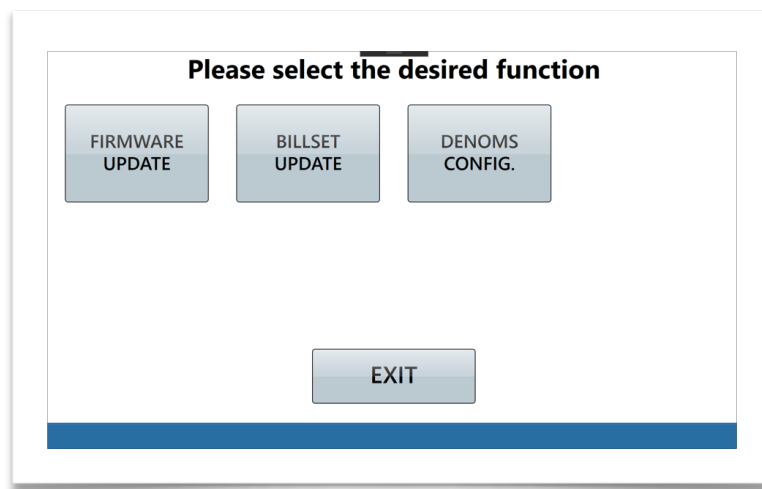 Please select the desired function
FIRMWARE
UPDATE
BILLSET
UPDATE
DENOMS
CONFIG.
EXIT